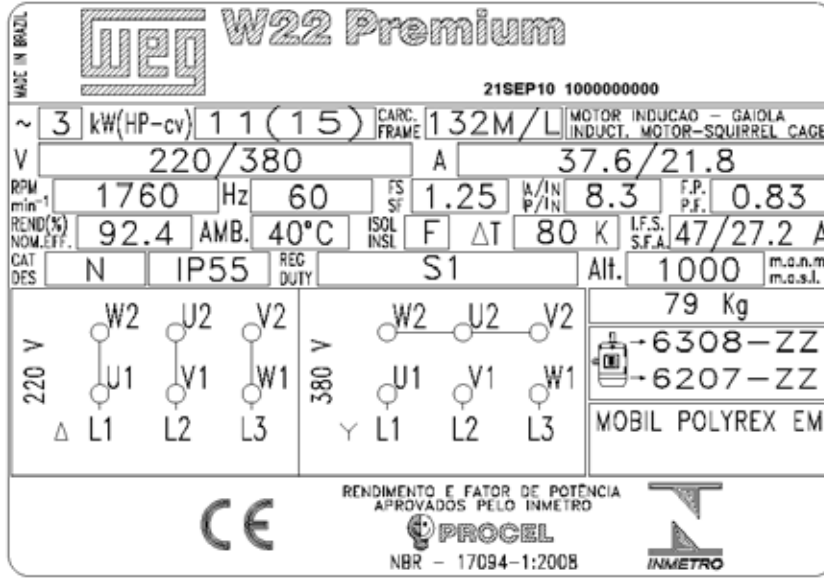 MADE IN BRAZIL
WEG W22 Premium
21SEP10 1000000000
~ 3 kW(HP-cv) 11(15) CARC. FRAME 132M/L MOTOR INDUCAO - GAIOLA INDUCT. MOTOR-SQUIRREL CAGE
V 220/380 A 37.6/21.8
RPM min-1 1760 Hz 60 FS SF 1.25 IP/IN 8.3 F.P. P.F. 0.83
REND(%) NOM.EFF. 92.4 AMB. 40°C ISOL INSL F ΔT 80 K I.F.S. S.F.A. 47/27.2 A
CAT DES N IP55 REG DUTY S1 Alt. 1000 m.a.n.m m.a.s.l.
79 Kg
220 V
W2 U2 V2
U1 V1 W1
Δ L1 L2 L3
380 V
W2 U2 V2
U1 V1 W1
Y L1 L2 L3
6308-ZZ
6207-ZZ
MOBIL POLYREX EM
CE
RENDIMENTO E FATOR DE POTÊNCIA
APROVADOS PELO INMETRO
PROCEL
NBR - 17094-1:2008
INMETRO